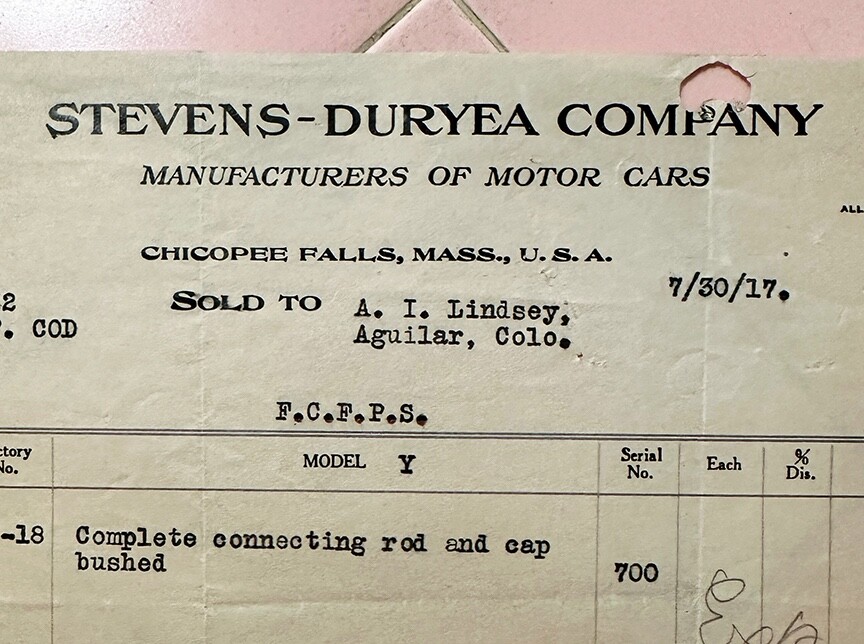 STEVENS-DURYEA COMPANY
MANUFACTURERS OF MOTOR CARS
ALL
CHICOPEE FALLS, MASS., U. S. A.
7/30/17.
2
. COD
SOLD TO A. I. Lindsey,
Aguilar, Colo.
F.C.F.P.S.
ctory No. MODEL Y Serial No. Each % Dis.
-18 Complete connecting rod and cap
bushed
700